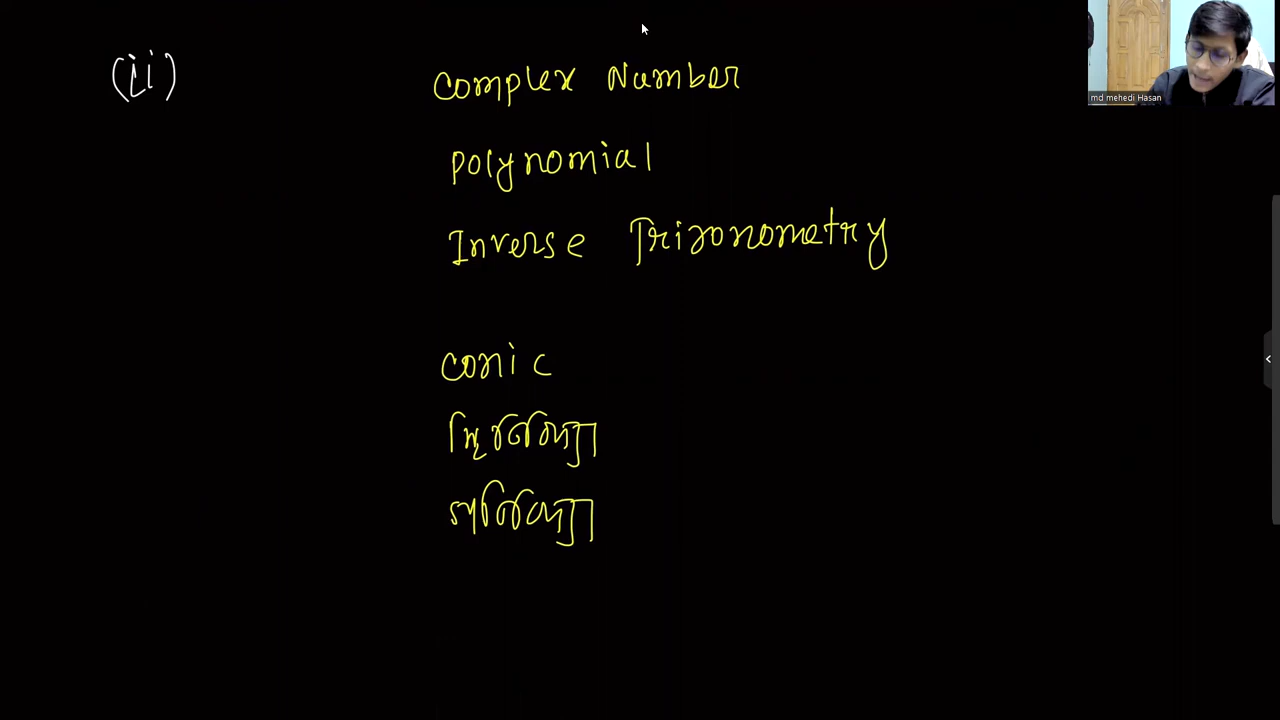 (ii)
Complex Number
Polynomial
Inverse Trigonometry
md mehedi Hasan
Conic
স্থিতিবিদ্যা
গতিবিদ্যা